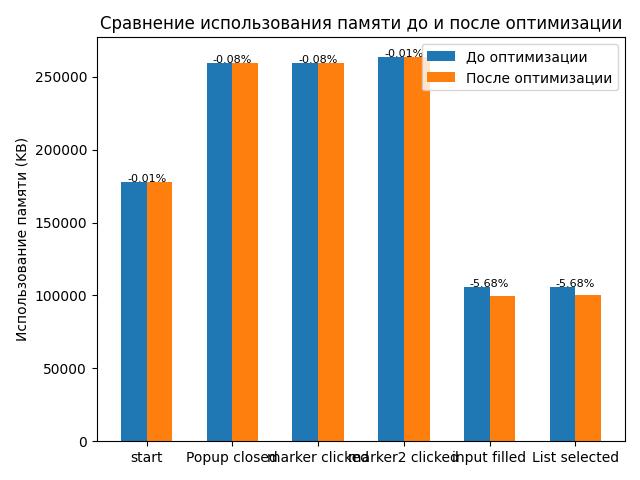 Сравнение использования памяти до и после оптимизации
До оптимизации
После оптимизации
Использование памяти (KB)
250000
200000
150000
100000
50000
0
-0.01%
-0.08%
-0.08%
-0.01%
-5.68%
-5.68%
start
Popup closed
marker clicked
marker2 clicked
input filled
List selected